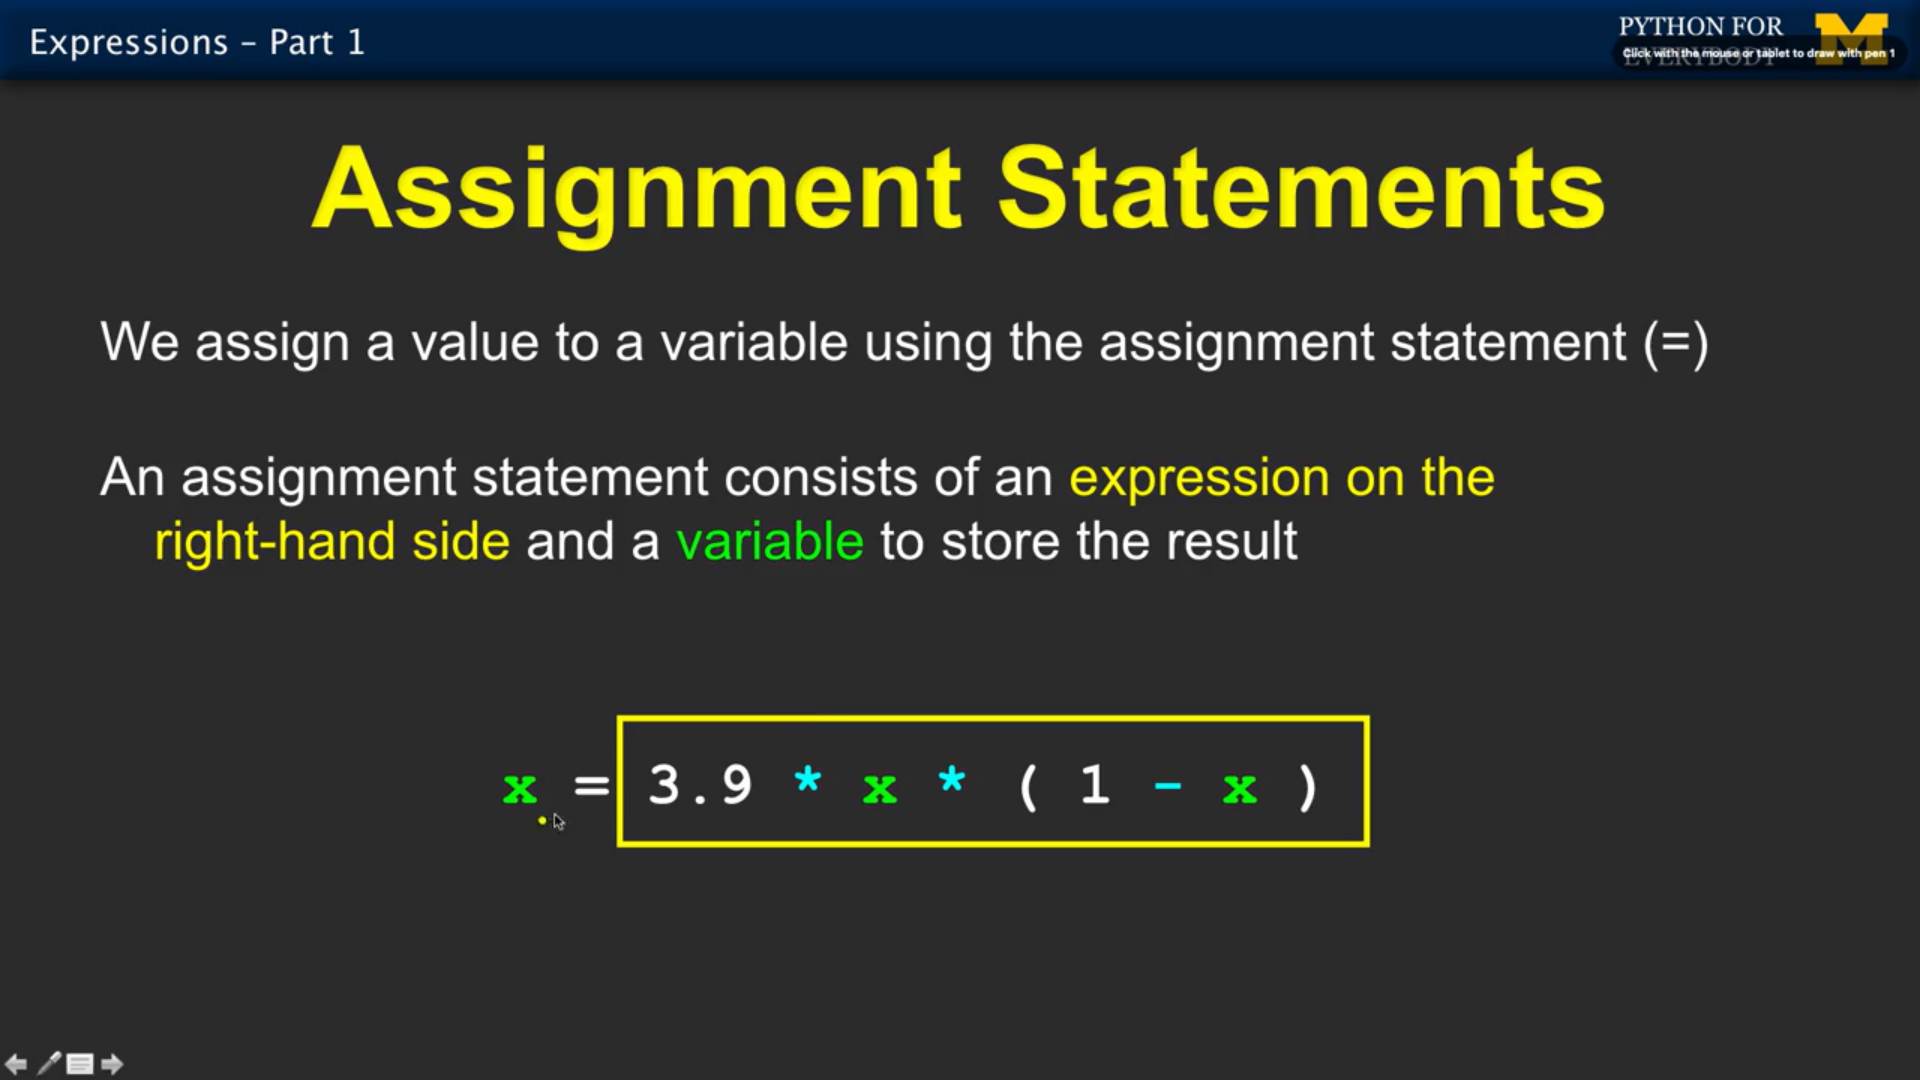 Expressions – Part 1
PYTHON FOR
EVERYBODY
Click with the mouse or tablet to draw with pen 1
Assignment Statements
We assign a value to a variable using the assignment statement (=)
An assignment statement consists of an expression on the
right-hand side and a variable to store the result
x = 3.9 * x * ( 1 - x )